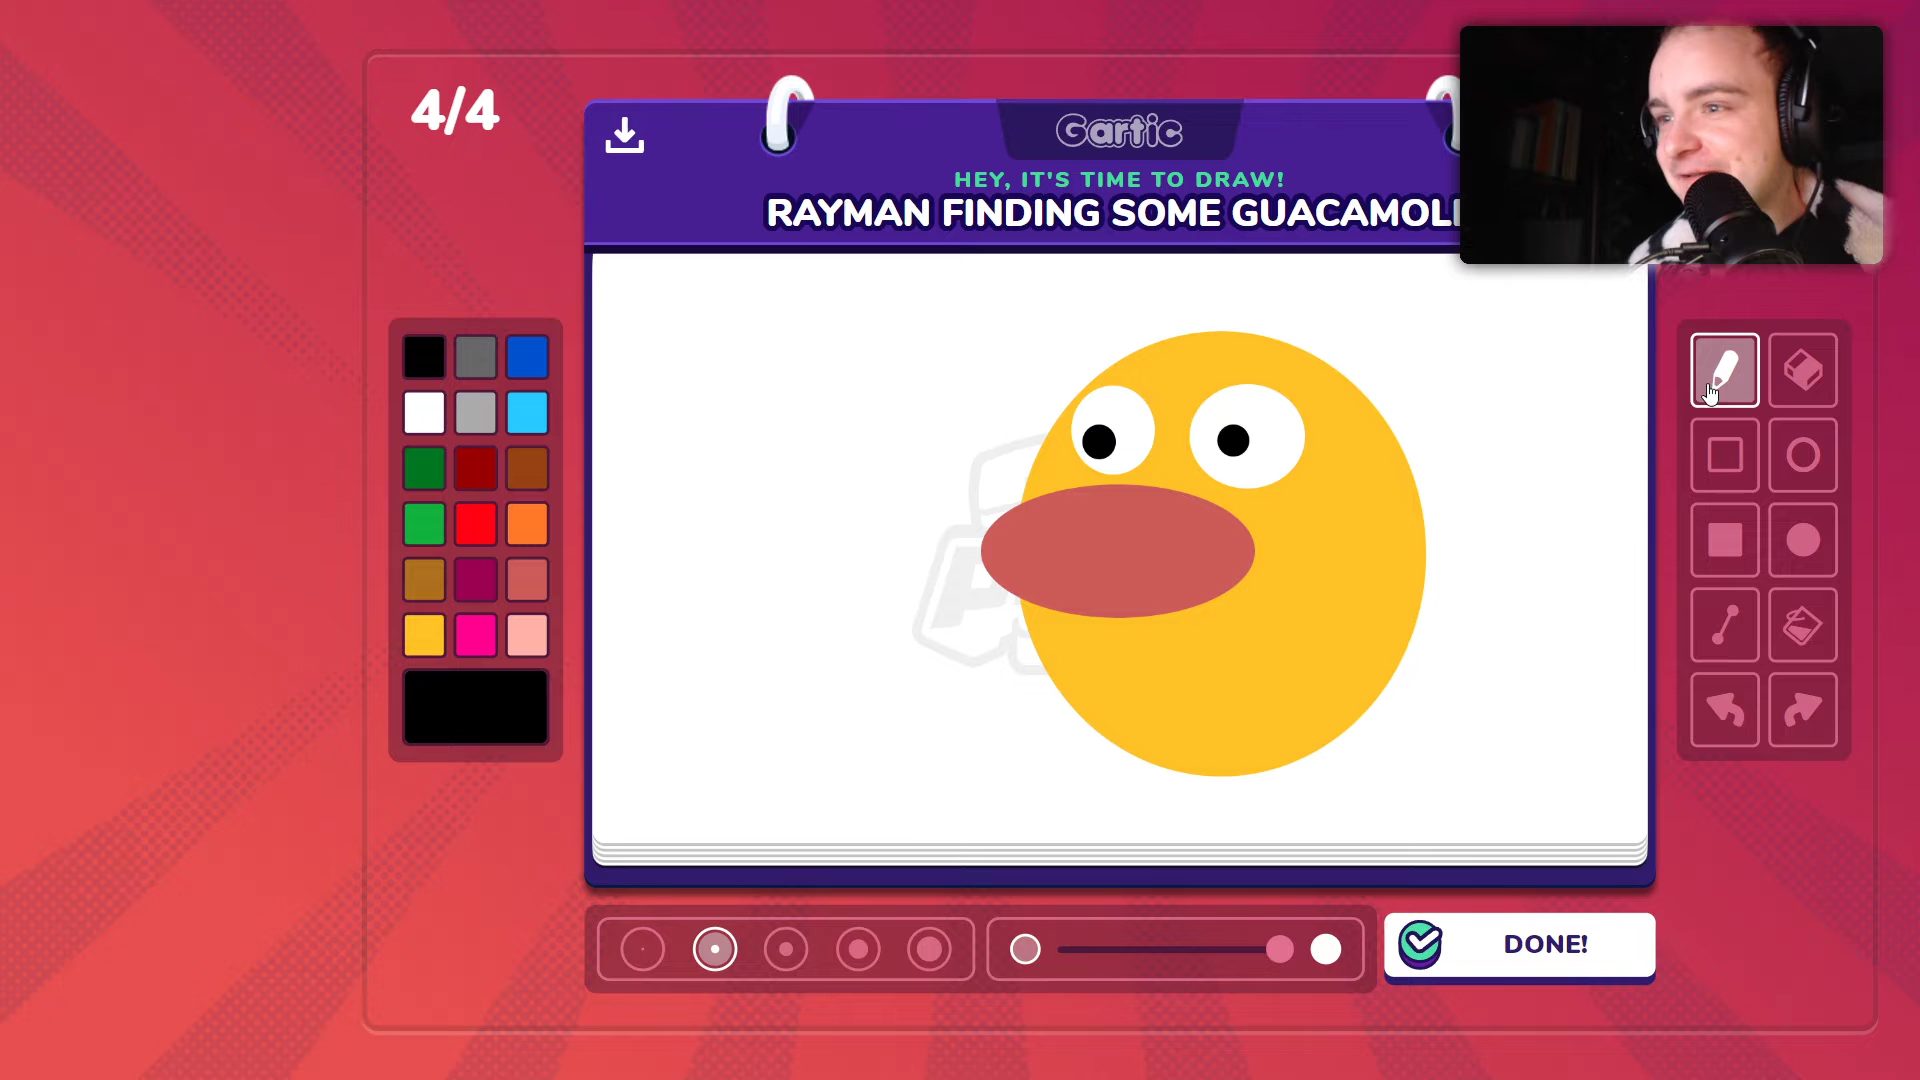 4/4
Gartic
HEY, IT'S TIME TO DRAW!
RAYMAN FINDING SOME GUACAMOL
DONE!